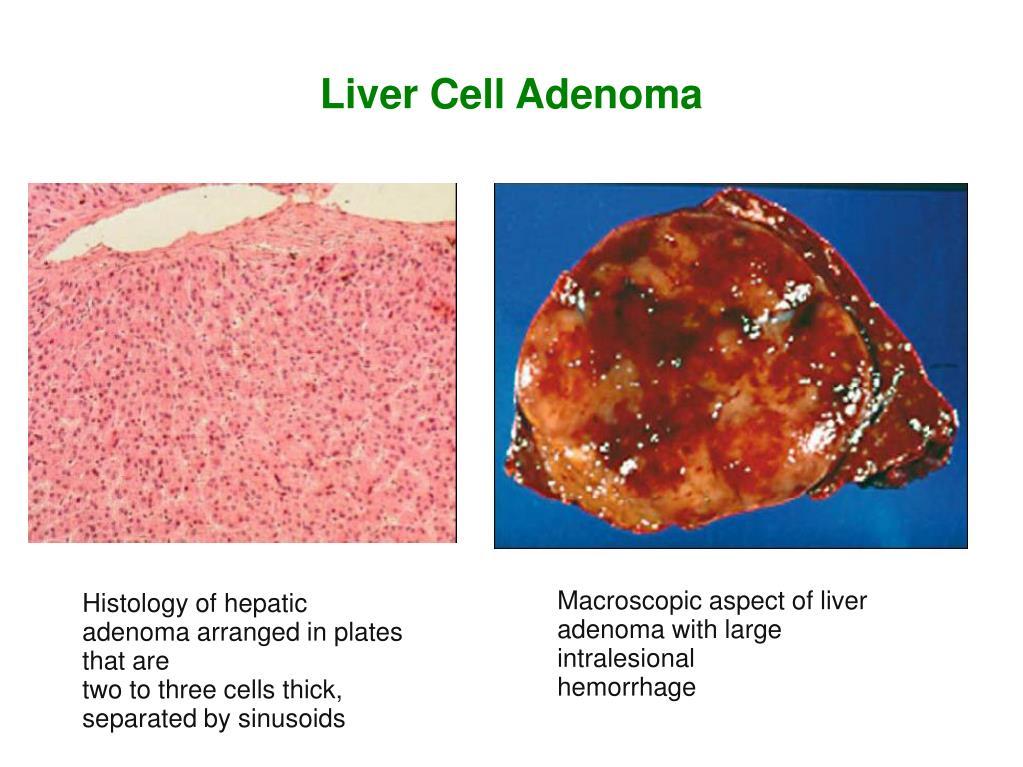 Liver Cell Adenoma
Histology of hepatic
adenoma arranged in plates
that are
two to three cells thick,
separated by sinusoids
Macroscopic aspect of liver
adenoma with large
intralesional
hemorrhage